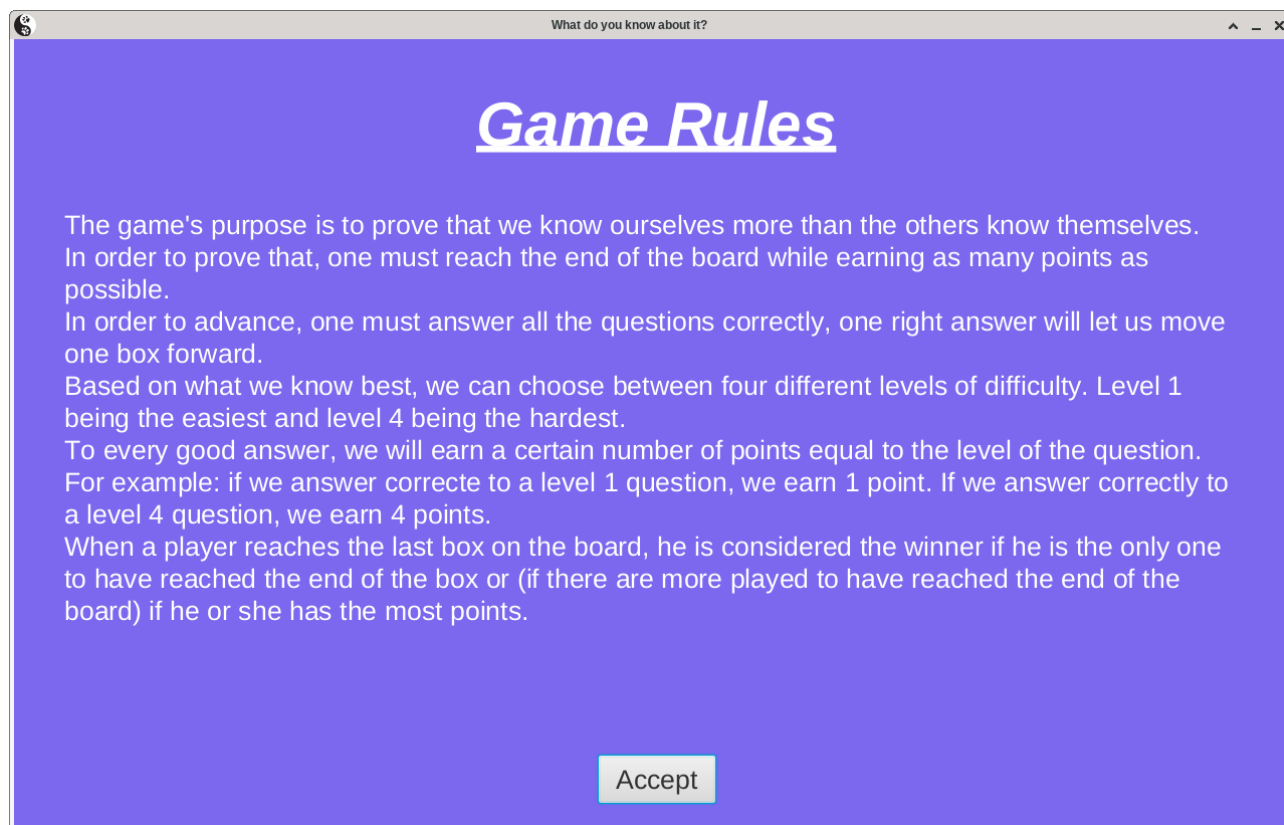 What do you know about it?
Game Rules
The game's purpose is to prove that we know ourselves more than the others know themselves.
In order to prove that, one must reach the end of the board while earning as many points as
possible.
In order to advance, one must answer all the questions correctly, one right answer will let us move
one box forward.
Based on what we know best, we can choose between four different levels of difficulty. Level 1
being the easiest and level 4 being the hardest.
To every good answer, we will earn a certain number of points equal to the level of the question.
For example: if we answer correcte to a level 1 question, we earn 1 point. If we answer correctly to
a level 4 question, we earn 4 points.
When a player reaches the last box on the board, he is considered the winner if he is the only one
to have reached the end of the box or (if there are more played to have reached the end of the
board) if he or she has the most points.
Accept